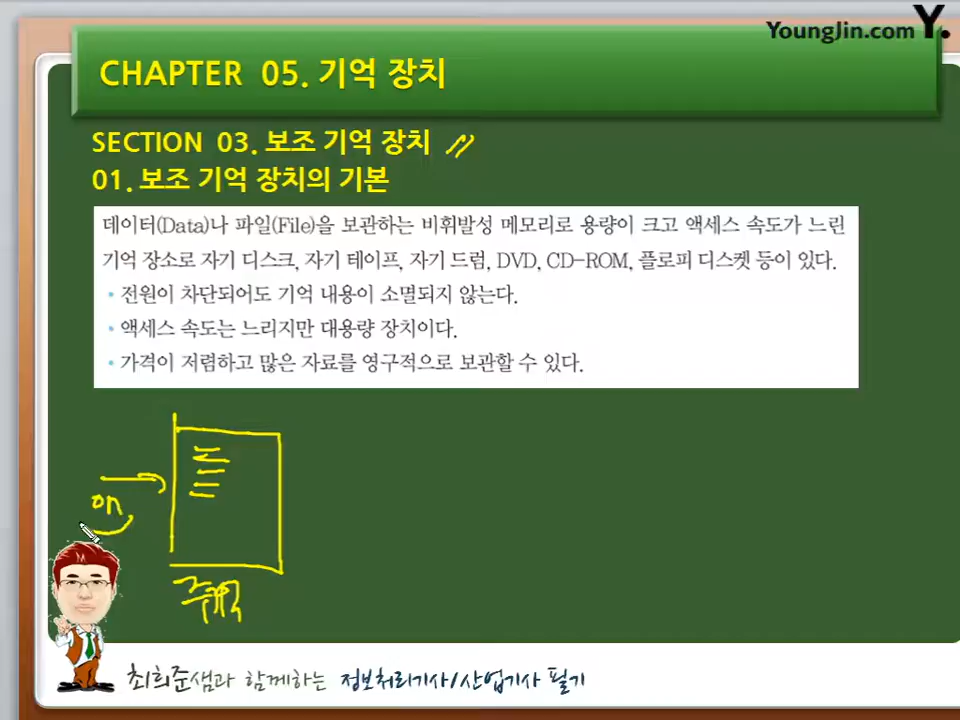 YoungJin.com Y.
CHAPTER 05. 기억 장치
SECTION 03. 보조 기억 장치
01. 보조 기억 장치의 기본
데이터(Data)나 파일(File)을 보관하는 비휘발성 메모리로 용량이 크고 액세스 속도가 느린
기억 장소로 자기 디스크, 자기 테이프, 자기 드럼, DVD, CD-ROM, 플로피 디스켓 등이 있다.
· 전원이 차단되어도 기억 내용이 소멸되지 않는다.
· 액세스 속도는 느리지만 대용량 장치이다.
· 가격이 저렴하고 많은 자료를 영구적으로 보관할 수 있다.
on
최희준샘과 함께하는 정보처리기사/산업기사 필기